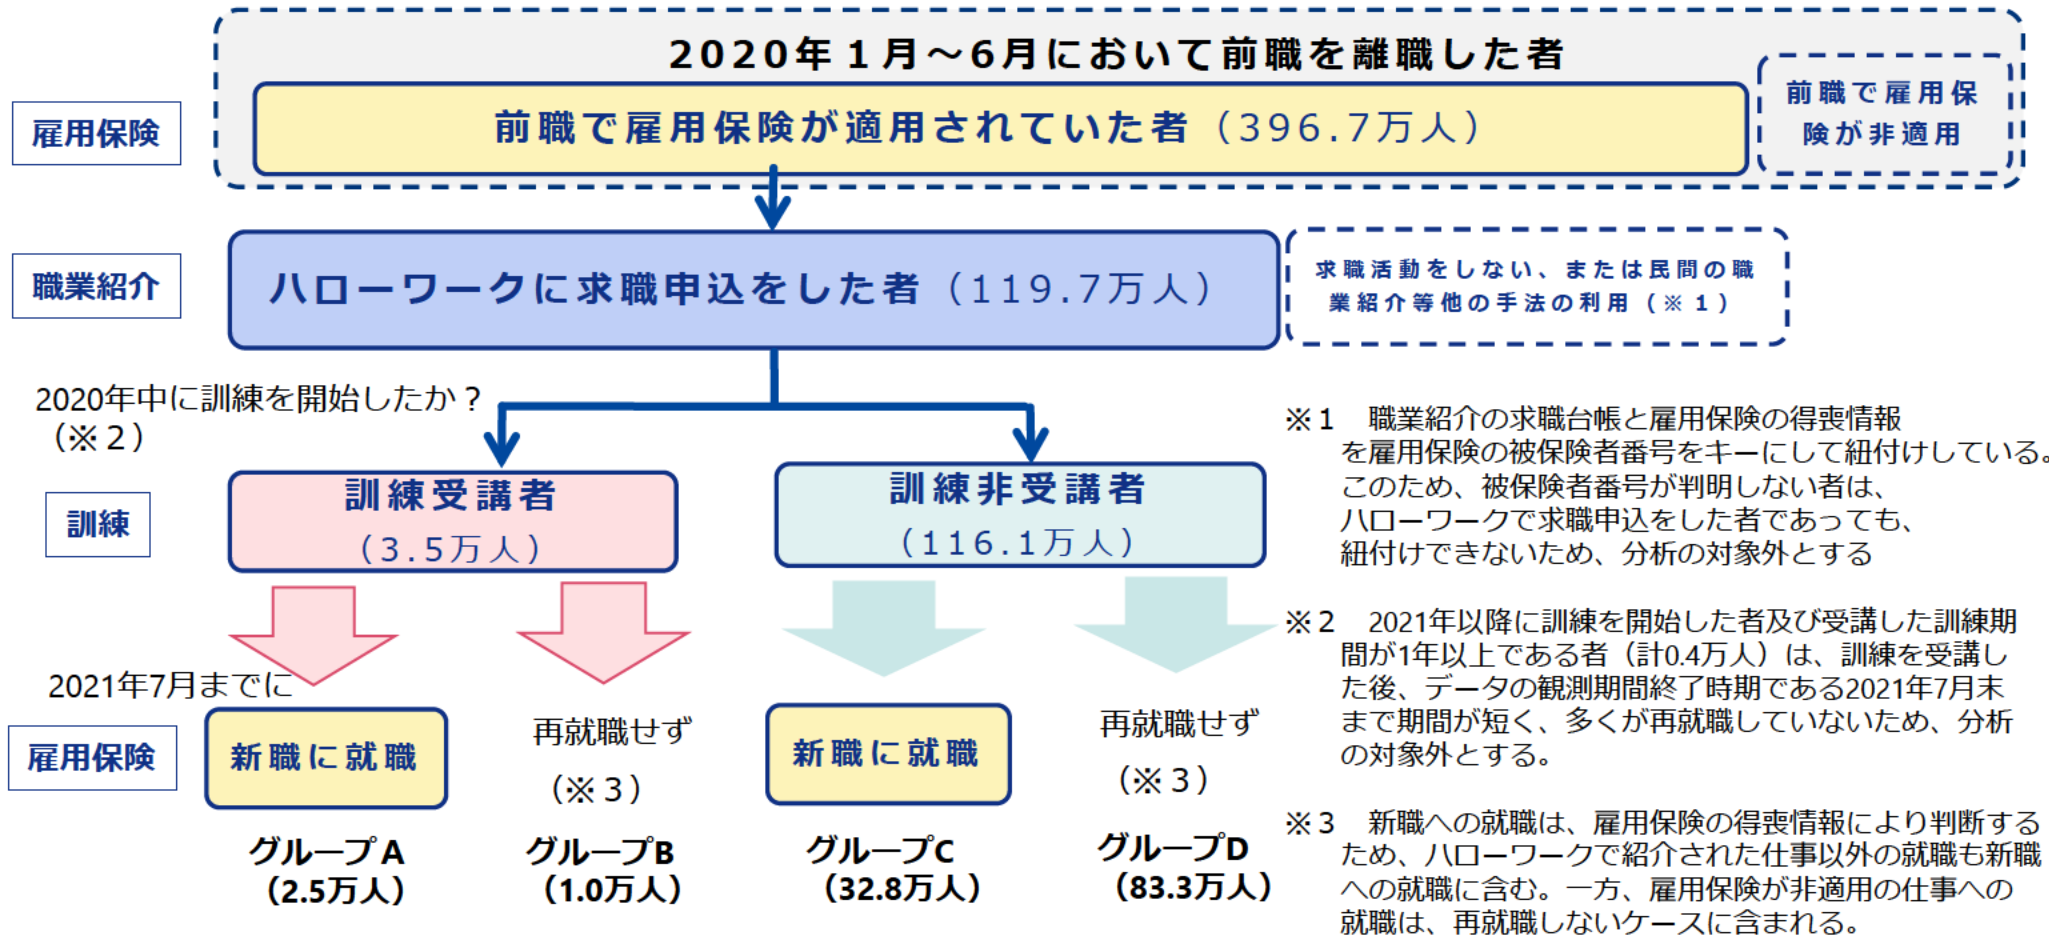 2020年１月～6月において前職を離職した者
雇用保険
前職で雇用保険が適用されていた者（396.7万人）
前職で雇用保
険が非適用
職業紹介
ハローワークに求職申込をした者（119.7万人）
求職活動をしない、または民間の職
業紹介等他の手法の利用（※１）
2020年中に訓練を開始したか？
（※２）
訓練
訓練受講者
（3.5万人）
訓練非受講者
（116.1万人）
2021年7月までに
雇用保険
新職に就職
再就職せず
（※３）
新職に就職
再就職せず
（※３）
グループA
（2.5万人）
グループB
（1.0万人）
グループC
（32.8万人）
グループD
（83.3万人）
※１　職業紹介の求職台帳と雇用保険の得喪情報
を雇用保険の被保険者番号をキーにして紐付けしている。
このため、被保険者番号が判明しない者は、
ハローワークで求職申込をした者であっても、
紐付けできないため、分析の対象外とする
※２　2021年以降に訓練を開始した者及び受講した訓練期
間が1年以上である者（計0.4万人）は、訓練を受講し
た後、データの観測期間終了時期である2021年7月末
まで期間が短く、多くが再就職していないため、分析
の対象外とする。
※３　新職への就職は、雇用保険の得喪情報により判断する
ため、ハローワークで紹介された仕事以外の就職も新職
への就職に含む。一方、雇用保険が非適用の仕事への
就職は、再就職しないケースに含まれる。